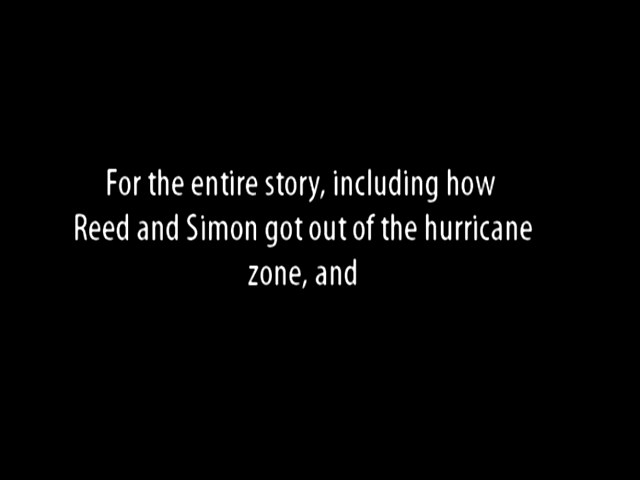 For the entire story, including how
Reed and Simon got out of the hurricane
zone, and